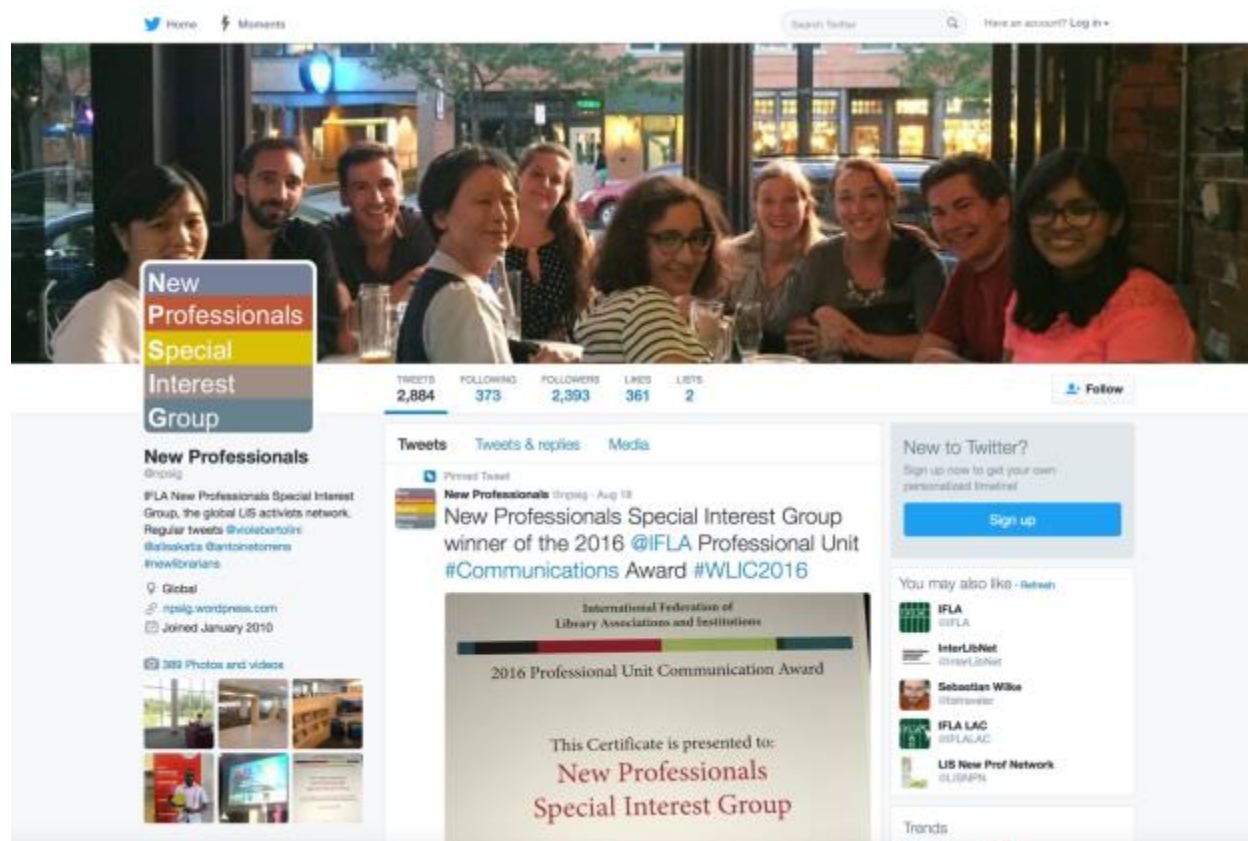 Home
Moments
Search Twitter
Have an account? Log in
New
Professionals
Special
Interest
Group
TWEETS
2,884
FOLLOWING
373
FOLLOWERS
2,393
LIKES
361
LISTS
2
Follow
New Professionals
@npsig
IFLA New Professionals Special Interest
Group, the global LIS activists network.
Regular tweets @violebertolini
@alisakatia @antoinetorrens
#newlibrarians
Global
npsig.wordpress.com
Joined January 2010
389 Photos and videos
Tweets
Tweets & replies
Media
Pinned Tweet
New Professionals @npsig · Aug 18
New Professionals Special Interest Group
winner of the 2016 @IFLA Professional Unit
#Communications Award #WLIC2016
International Federation of
Library Associations and Institutions
2016 Professional Unit Communication Award
This Certificate is presented to:
New Professionals
Special Interest Group
New to Twitter?
Sign up now to get your own
personalized timeline!
Sign up
You may also like · Refresh
IFLA
@IFLA
InterLibNet
@InterLibNet
Sebastian Wilke
IFLA LAC
@IFLALAC
LIS New Prof Network
@LISNPN
Trends